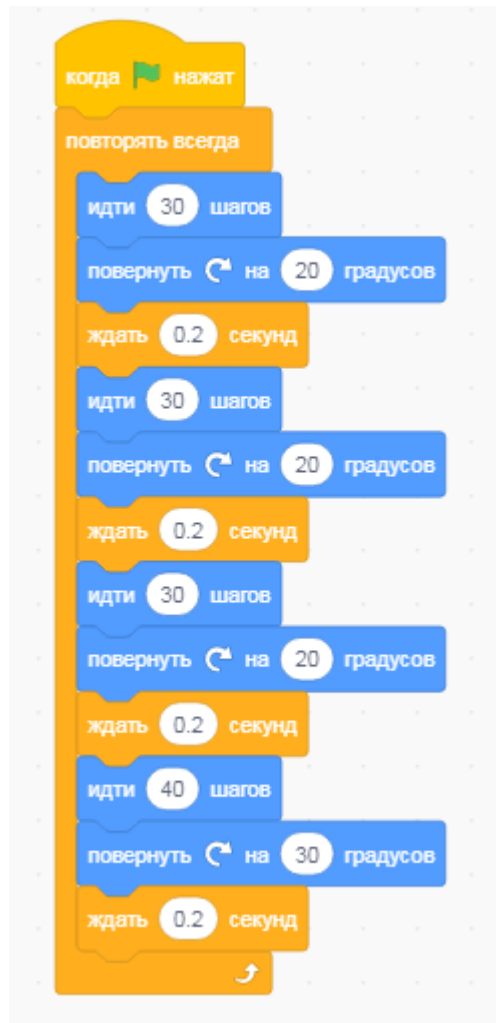 когда нажат
повторять всегда
идти 30 шагов
повернуть на 20 градусов
ждать 0.2 секунд
идти 30 шагов
повернуть на 20 градусов
ждать 0.2 секунд
идти 30 шагов
повернуть на 20 градусов
ждать 0.2 секунд
идти 40 шагов
повернуть на 30 градусов
ждать 0.2 секунд